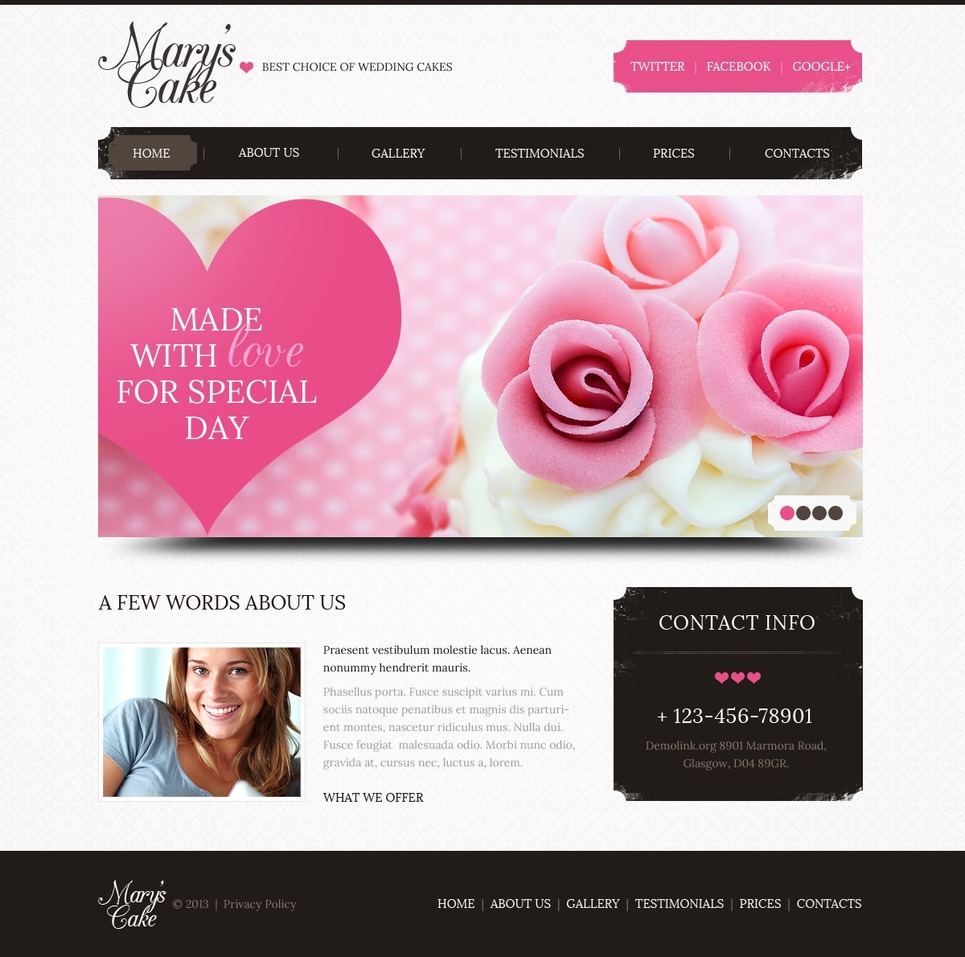 Mary's
Cake
BEST CHOICE OF WEDDING CAKES
TWITTER | FACEBOOK | GOOGLE+
HOME | ABOUT US | GALLERY | TESTIMONIALS | PRICES | CONTACTS
MADE
WITH love
FOR SPECIAL
DAY
A FEW WORDS ABOUT US
Praesent vestibulum molestie lacus. Aenean
nonummy hendrerit mauris.
Phasellus porta. Fusce suscipit varius mi. Cum
sociis natoque penatibus et magnis dis parturi-
ent montes, nascetur ridiculus mus. Nulla dui.
Fusce feugiat  malesuada odio. Morbi nunc odio,
gravida at, cursus nec, luctus a, lorem.
WHAT WE OFFER
CONTACT INFO
+ 123-456-78901
Demolink.org 8901 Marmora Road,
Glasgow, D04 89GR.
Mary's
Cake
© 2013 | Privacy Policy
HOME | ABOUT US | GALLERY | TESTIMONIALS | PRICES | CONTACTS